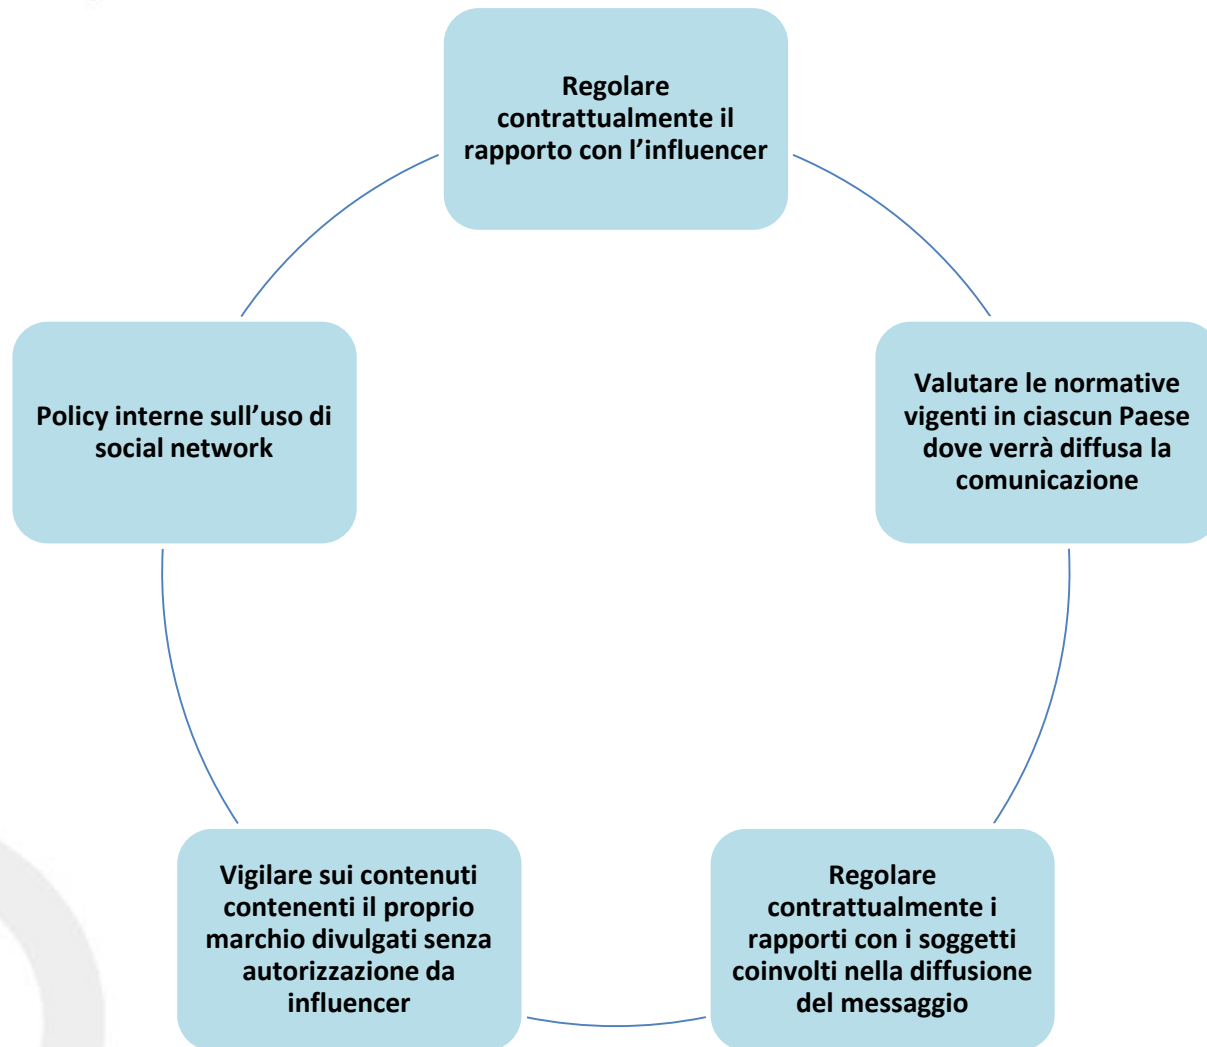 Regolare
contrattualmente il
rapporto con l’influencer
Valutare le normative
vigenti in ciascun Paese
dove verrà diffusa la
comunicazione
Regolare
contrattualmente i
rapporti con i soggetti
coinvolti nella diffusione
del messaggio
Vigilare sui contenuti
contenenti il proprio
marchio divulgati senza
autorizzazione da
influencer
Policy interne sull’uso di
social network